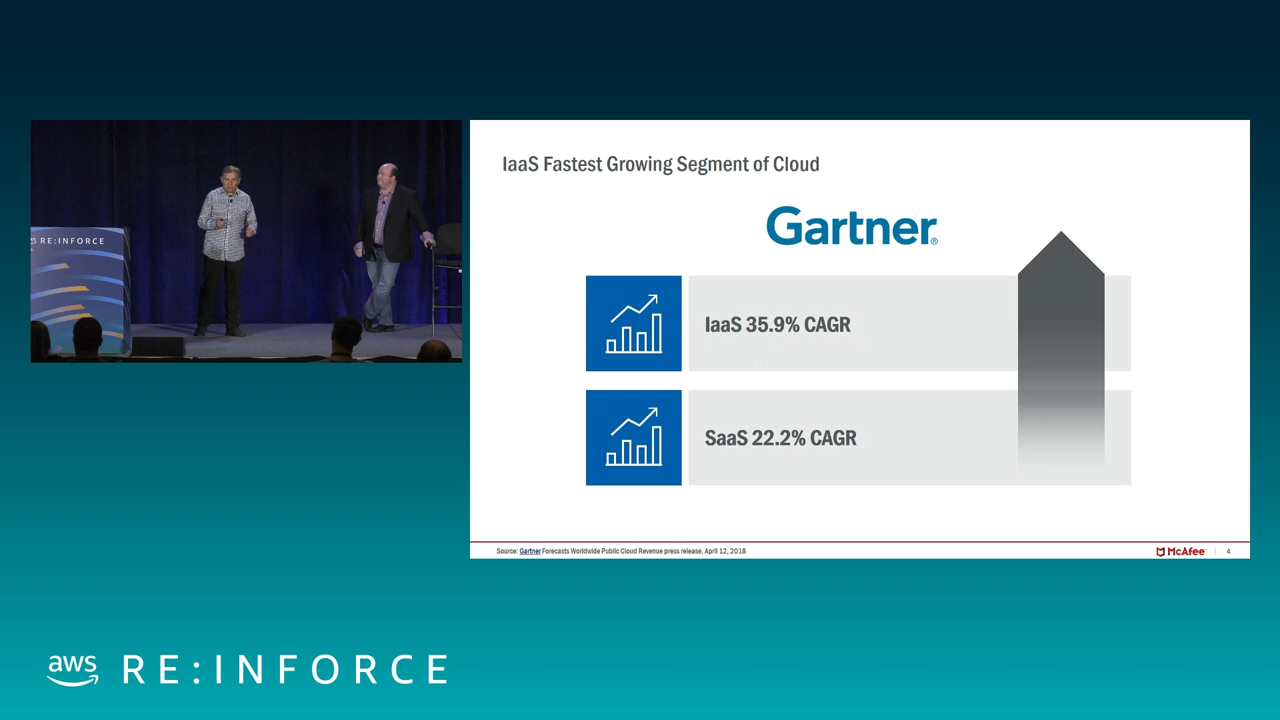 RE:INFORCE
IaaS Fastest Growing Segment of Cloud
Gartner®
IaaS 35.9% CAGR
SaaS 22.2% CAGR
Source: Gartner Forecasts Worldwide Public Cloud Revenue press release, April 12, 2018
McAfee | 4
aws RE:INFORCE